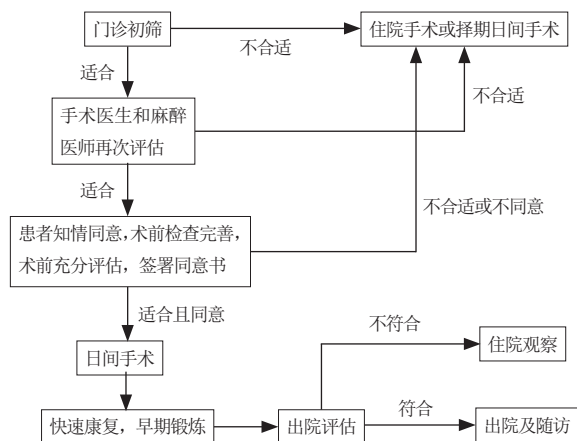 门诊初筛
不合适
住院手术或择期日间手术
适合
不合适
手术医生和麻醉
医师再次评估
适合
不合适或不同意
患者知情同意,术前检查完善,
术前充分评估,签署同意书
适合且同意
不符合
日间手术
住院观察
快速康复,早期锻炼
出院评估
符合
出院及随访